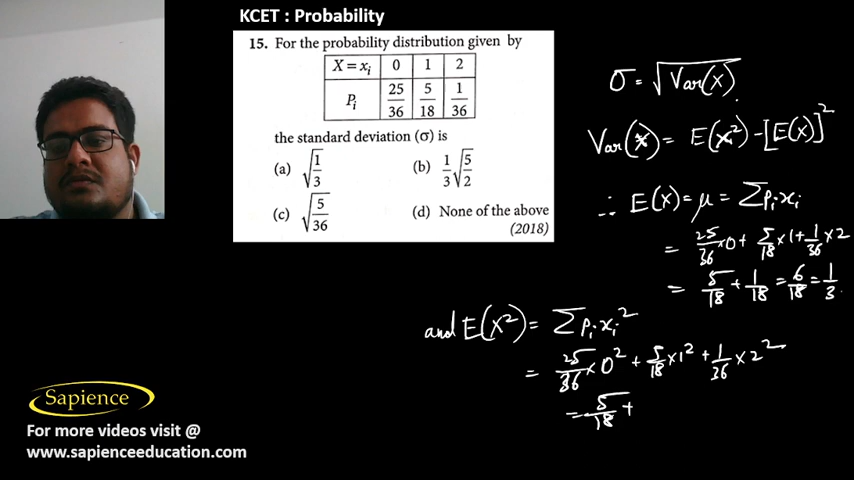 KCET : Probability
15. For the probability distribution given by
X = xᵢ 0 1 2
Pᵢ 25/36 5/18 1/36
the standard deviation (σ) is
(a) √(1/3) (b) 1/3 √(5/2)
(c) √(5/36) (d) None of the above
(2018)
σ = √Var(X).
Var(x) = E(x²) - [E(X)]²
∴ E(X) = μ = Σpᵢxᵢ
= 25/36 × 0 + 5/18 × 1 + 1/36 × 2
= 5/18 + 1/18 = 6/18 = 1/3
and E(X²) = Σpᵢxᵢ²
= 25/36 × 0² + 5/18 × 1² + 1/36 × 2²
= 5/18 +
Sapience
For more videos visit @
www.sapienceeducation.com